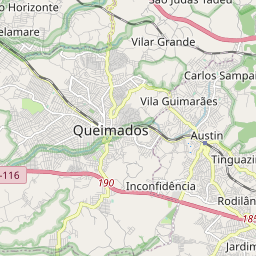 São Judas Tadeu
o Horizonte
elamare
Vilar Grande
Carlos Sampai
Vila Guimarães
Queimados
Austin
Tinguazin
-116
190
Inconfidência
Rodilân
185
Jardim